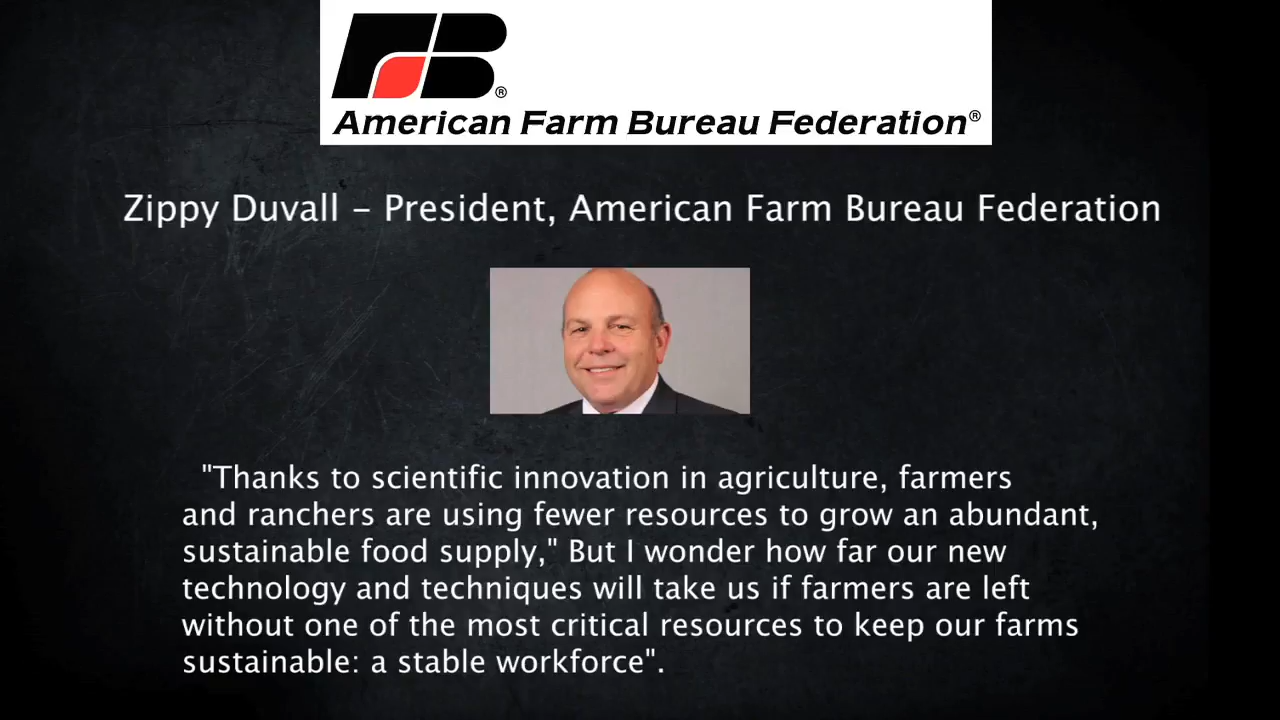 FB®
American Farm Bureau Federation®
Zippy Duvall – President, American Farm Bureau Federation
"Thanks to scientific innovation in agriculture, farmers
and ranchers are using fewer resources to grow an abundant,
sustainable food supply," But I wonder how far our new
technology and techniques will take us if farmers are left
without one of the most critical resources to keep our farms
sustainable: a stable workforce".